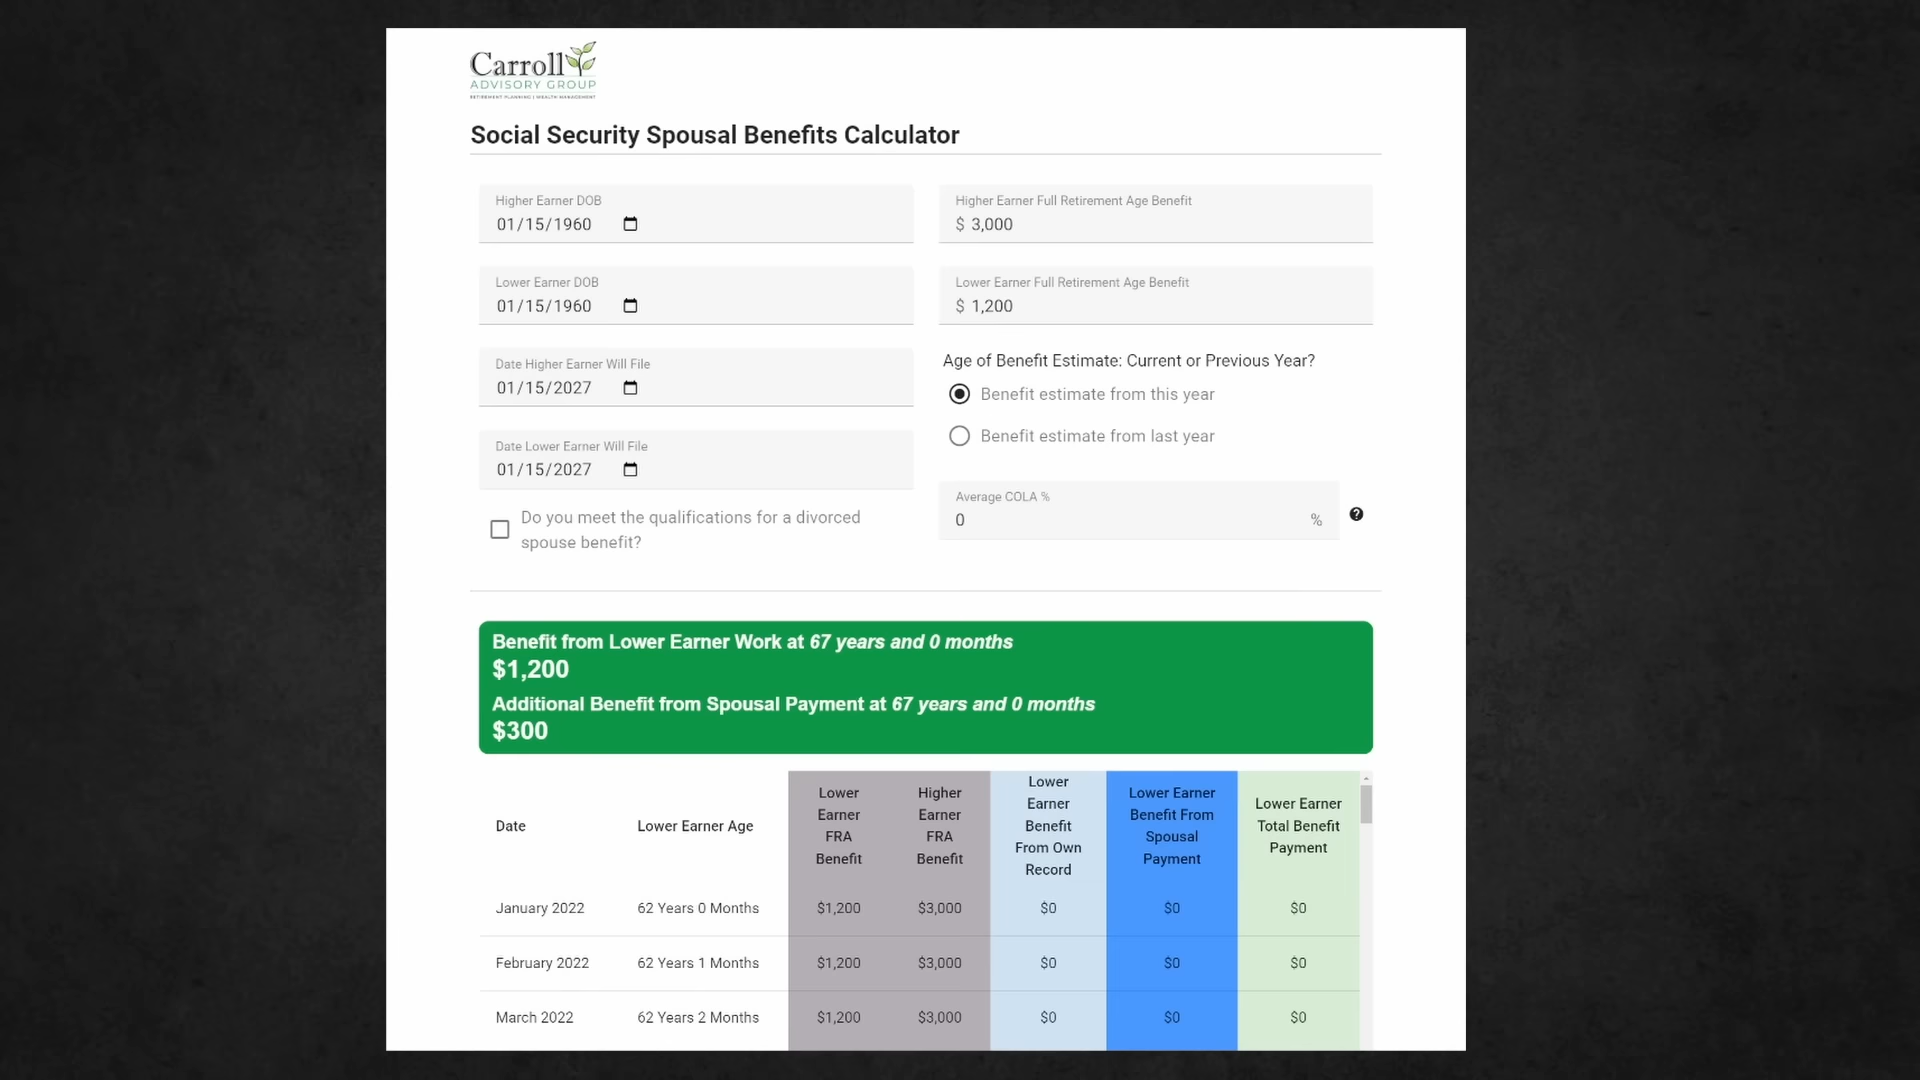 Carroll
ADVISORY GROUP
RETIREMENT PLANNING | WEALTH MANAGEMENT
Social Security Spousal Benefits Calculator
Higher Earner DOB
01/15/1960
Higher Earner Full Retirement Age Benefit
$ 3,000
Lower Earner DOB
01/15/1960
Lower Earner Full Retirement Age Benefit
$ 1,200
Date Higher Earner Will File
01/15/2027
Age of Benefit Estimate: Current or Previous Year?
Benefit estimate from this year
Benefit estimate from last year
Date Lower Earner Will File
01/15/2027
Average COLA %
0 %
?
Do you meet the qualifications for a divorced
spouse benefit?
Benefit from Lower Earner Work at 67 years and 0 months
$1,200
Additional Benefit from Spousal Payment at 67 years and 0 months
$300
Date
Lower Earner Age
Lower
Earner
FRA
Benefit
Higher
Earner
FRA
Benefit
Lower
Earner
Benefit
From Own
Record
Lower Earner
Benefit From
Spousal
Payment
Lower Earner
Total Benefit
Payment
January 2022 62 Years 0 Months $1,200 $3,000 $0 $0 $0
February 2022 62 Years 1 Months $1,200 $3,000 $0 $0 $0
March 2022 62 Years 2 Months $1,200 $3,000 $0 $0 $0